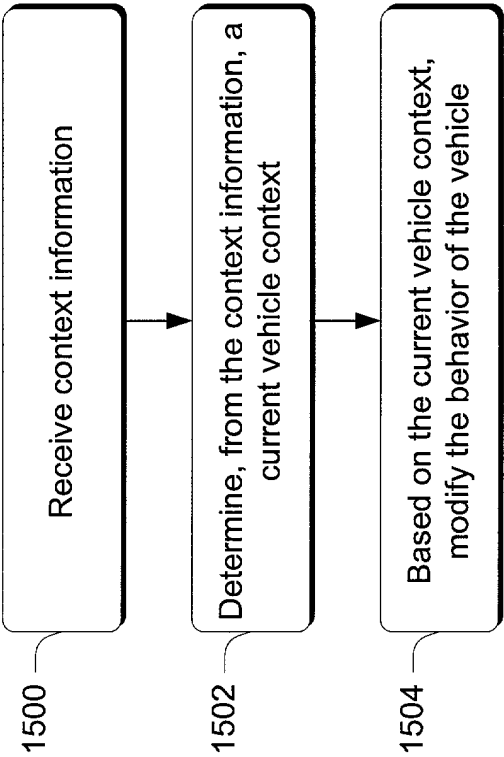 1500
Receive context information
1502
Determine, from the context information, a
current vehicle context
1504
Based on the current vehicle context,
modify the behavior of the vehicle